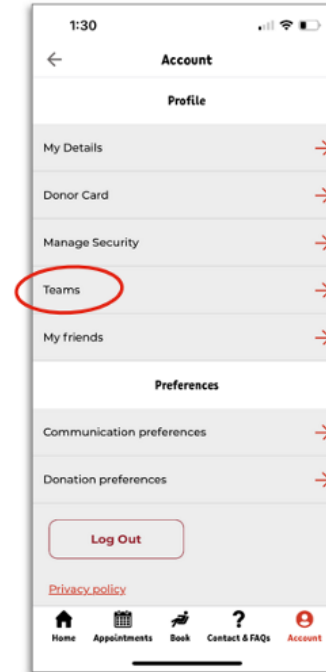 1:30
Account
Profile
My Details
Donor Card
Manage Security
Teams
My friends
Preferences
Communication preferences
Donation preferences
Log Out
Privacy policy
Home Appointments Book Contact & FAQs Account